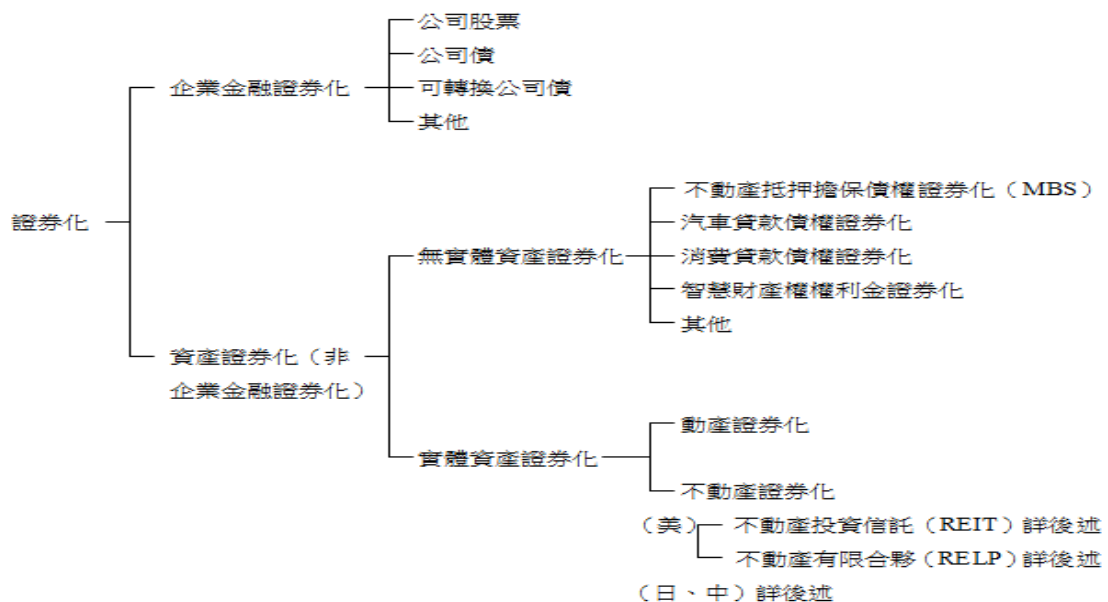 公司股票
公司債
企業金融證券化
可轉換公司債
其他
不動產抵押擔保債權證券化（MBS）
證券化
汽車貸款債權證券化
無實體資產證券化
消費貸款債權證券化
智慧財產權權利金證券化
其他
資產證券化（非
企業金融證券化）
動產證券化
實體資產證券化
不動產證券化
（美） 不動產投資信託（REIT）詳後述
不動產有限合夥（RELP）詳後述
（日、中）詳後述